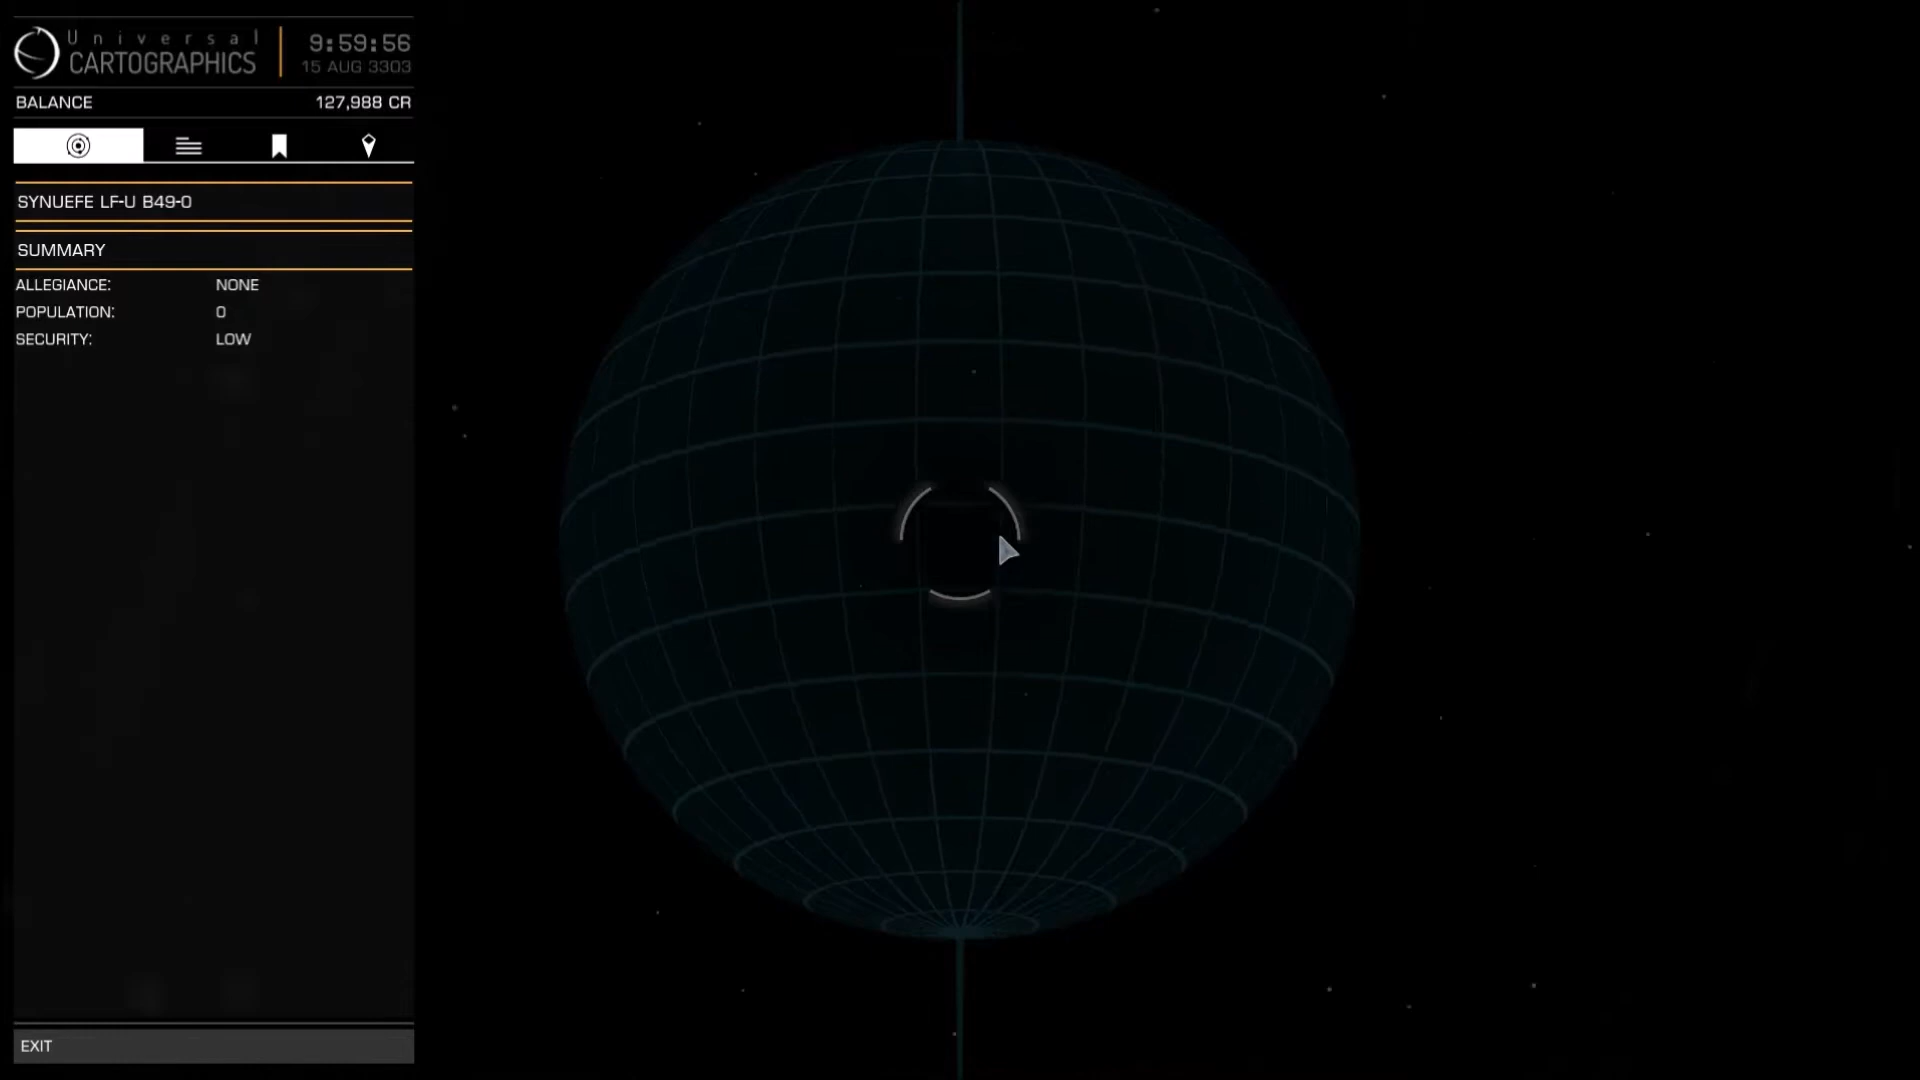 Universal
CARTOGRAPHICS
9:59:56
15 AUG 3303
BALANCE 127,988 CR
SYNUEFE LF-U B49-0
SUMMARY
ALLEGIANCE: NONE
POPULATION: 0
SECURITY: LOW
EXIT